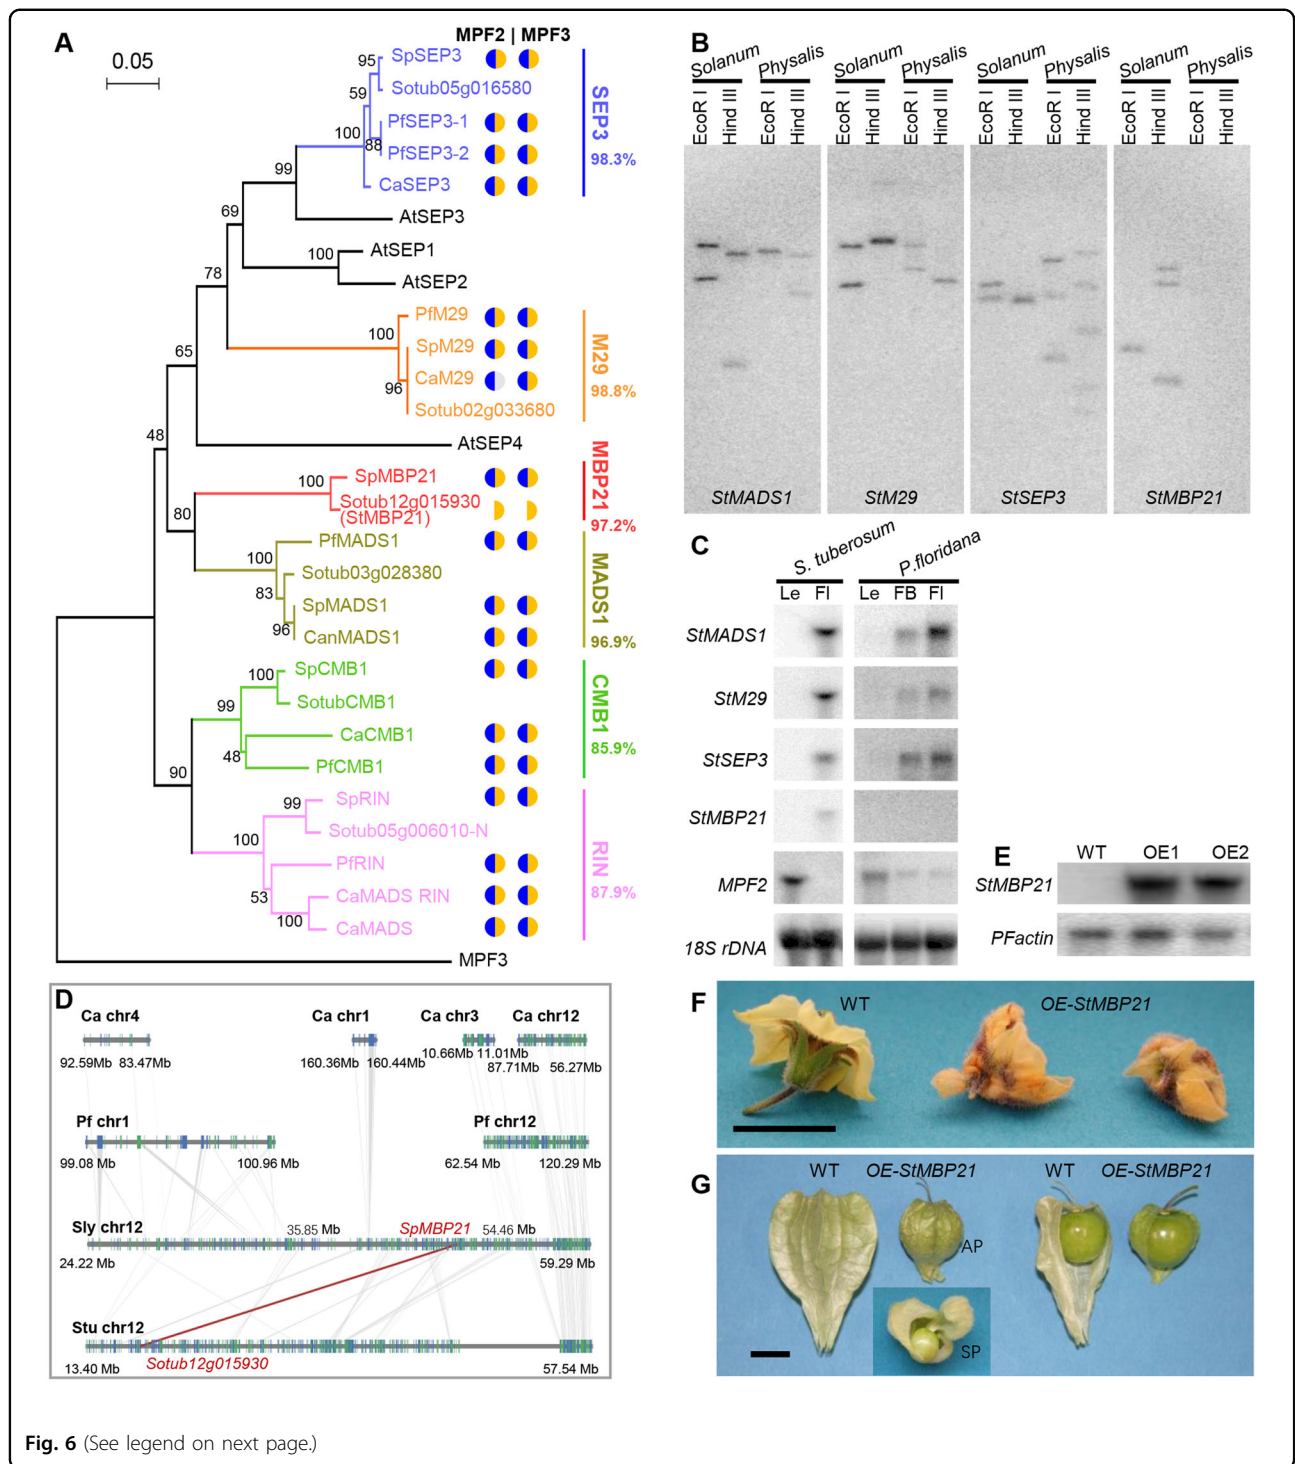 A
0.05
MPF2 | MPF3
SpSEP3
Sotub05g016580
PfSEP3-1
PfSEP3-2
CaSEP3
AtSEP3
AtSEP1
AtSEP2
PfM29
SpM29
CaM29
Sotub02g033680
AtSEP4
SpMBP21
Sotub12g015930
(StMBP21)
PfMADS1
Sotub03g028380
SpMADS1
CanMADS1
SpCMB1
SotubCMB1
CaCMB1
PfCMB1
SpRIN
Sotub05g006010-N
PfRIN
CaMADS RIN
CaMADS
MPF3
95
59
100
88
99
69
100
78
100
96
65
48
100
80
100
83
96
100
99
48
90
99
100
53
100
SEP3
98.3%
M29
98.8%
MBP21
97.2%
MADS1
96.9%
CMB1
85.9%
RIN
87.9%
B
Solanum Physalis Solanum Physalis Solanum Physalis Solanum Physalis
EcoR I Hind III EcoR I Hind III EcoR I Hind III EcoR I Hind III EcoR I Hind III EcoR I Hind III EcoR I Hind III EcoR I Hind III
StMADS1 StM29 StSEP3 StMBP21
C
S. tuberosum P.floridana
Le Fl Le FB Fl
StMADS1
StM29
StSEP3
StMBP21
MPF2
18S rDNA
E
WT OE1 OE2
StMBP21
PFactin
D
Ca chr4 Ca chr1 Ca chr3 Ca chr12
92.59Mb 83.47Mb 160.36Mb 160.44Mb 10.66Mb 11.01Mb 87.71Mb 56.27Mb
Pf chr1 Pf chr12
99.08 Mb 100.96 Mb 62.54 Mb 120.29 Mb
Sly chr12 35.85 Mb SpMBP21 54.46 Mb
24.22 Mb 59.29 Mb
Stu chr12
13.40 Mb Sotub12g015930 57.54 Mb
F
WT OE-StMBP21
G
WT OE-StMBP21 WT OE-StMBP21
AP
SP
Fig. 6 (See legend on next page.)